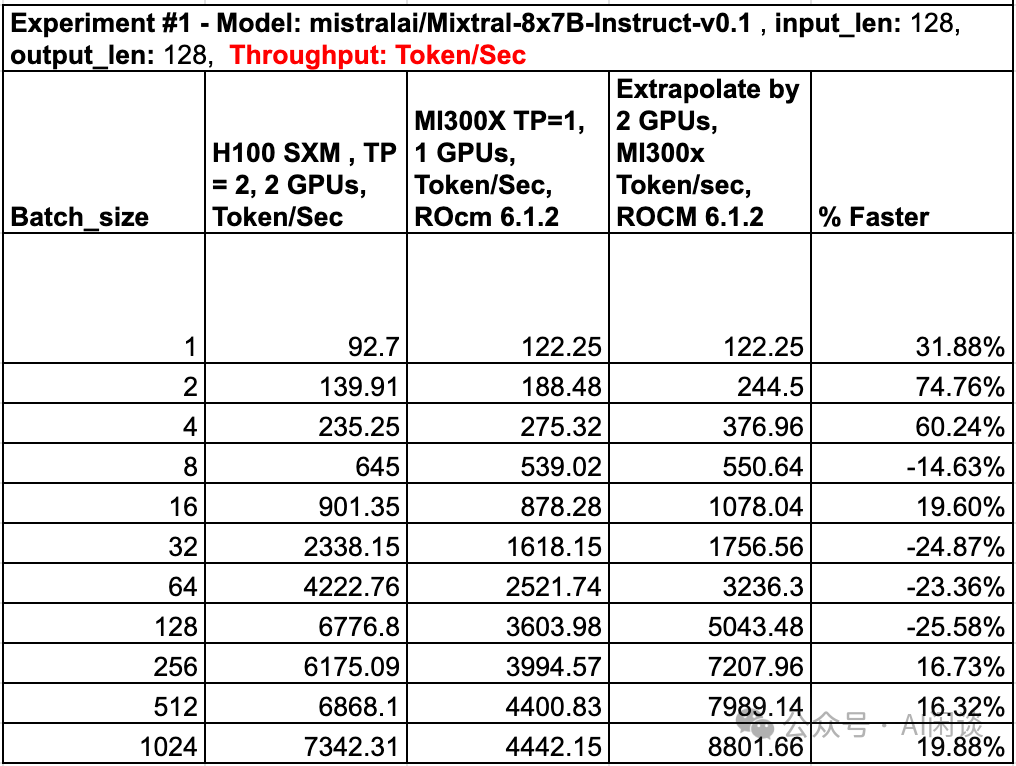 Experiment #1 - Model: mistralai/Mixtral-8x7B-Instruct-v0.1 , input_len: 128,
output_len: 128, Throughput: Token/Sec
Batch_size
H100 SXM , TP
= 2, 2 GPUs,
Token/Sec
MI300X TP=1,
1 GPUs,
Token/Sec,
ROcm 6.1.2
Extrapolate by
2 GPUs,
MI300x
Token/sec,
ROCM 6.1.2
% Faster
1 92.7 122.25 122.25 31.88%
2 139.91 188.48 244.5 74.76%
4 235.25 275.32 376.96 60.24%
8 645 539.02 550.64 -14.63%
16 901.35 878.28 1078.04 19.60%
32 2338.15 1618.15 1756.56 -24.87%
64 4222.76 2521.74 3236.3 -23.36%
128 6776.8 3603.98 5043.48 -25.58%
256 6175.09 3994.57 7207.96 16.73%
512 6868.1 4400.83 7989.14 16.32%
1024 7342.31 4442.15 8801.66 19.88%
公众号 · AI闲谈